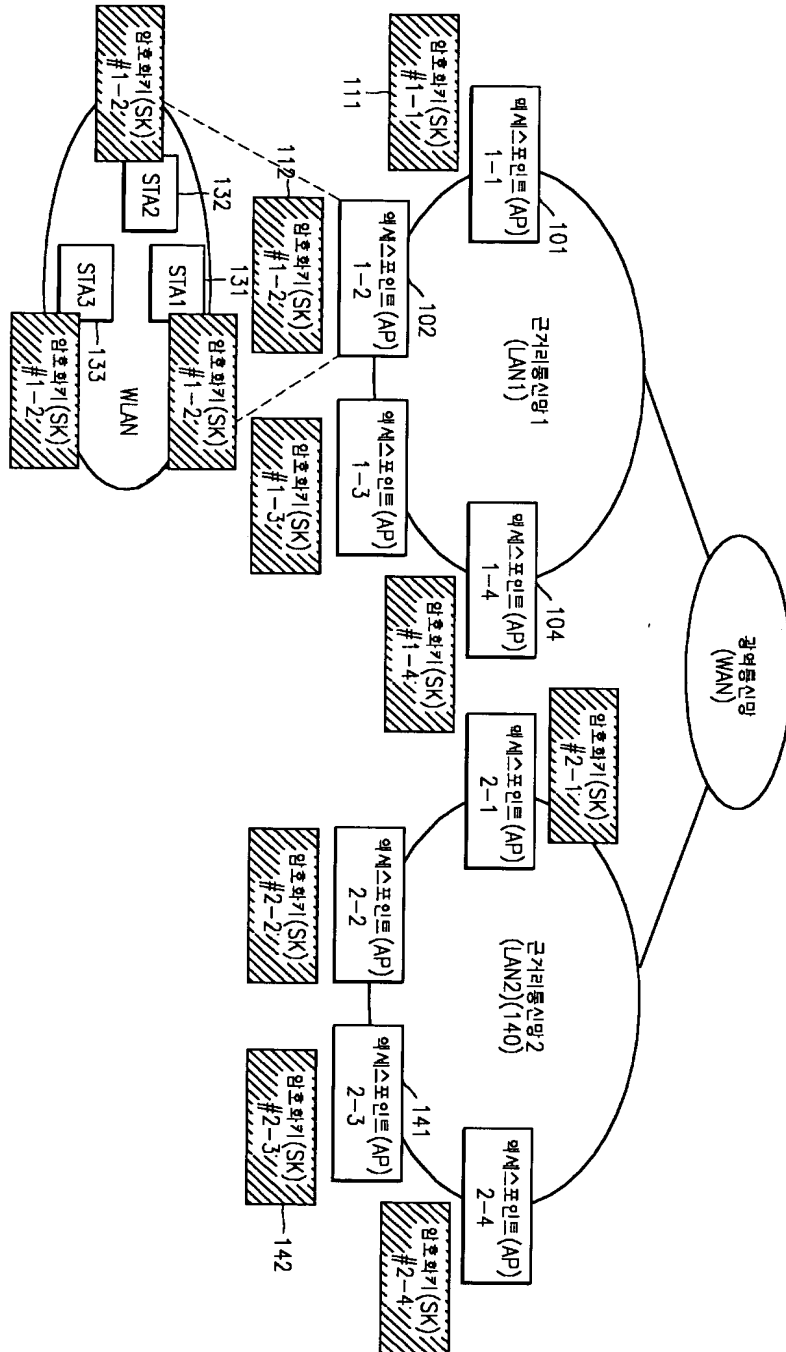 광역통신망
(WAN)
근거리통신망1
(LAN1)
액세스포인트(AP)
1-1
101
암호화키(SK)
#1-1
111
액세스포인트(AP)
1-2
102
암호화키(SK)
#1-2
112
액세스포인트(AP)
1-3
암호화키(SK)
#1-3
액세스포인트(AP)
1-4
104
암호화키(SK)
#1-4
근거리통신망2
(LAN2)(140)
암호화키(SK)
#2-1
액세스포인트(AP)
2-1
액세스포인트(AP)
2-2
암호화키(SK)
#2-2
액세스포인트(AP)
2-3
141
암호화키(SK)
#2-3
142
액세스포인트(AP)
2-4
암호화키(SK)
#2-4
암호화키(SK)
#1-2
STA2
132
STA1
131
암호화키(SK)
#1-2
STA3
133
암호화키(SK)
#1-2
WLAN